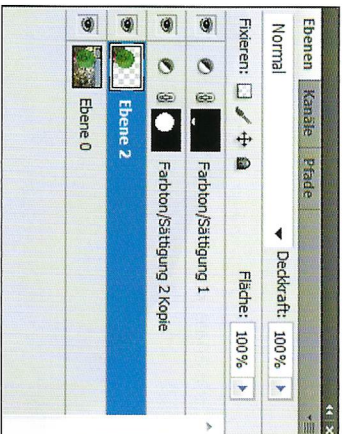 Ebenen Kanäle Pfade
Normal Deckkraft: 100%
Fixieren: Fläche: 100%
Farbton/Sättigung 1
Farbton/Sättigung 2 Kopie
Ebene 2
Ebene 0